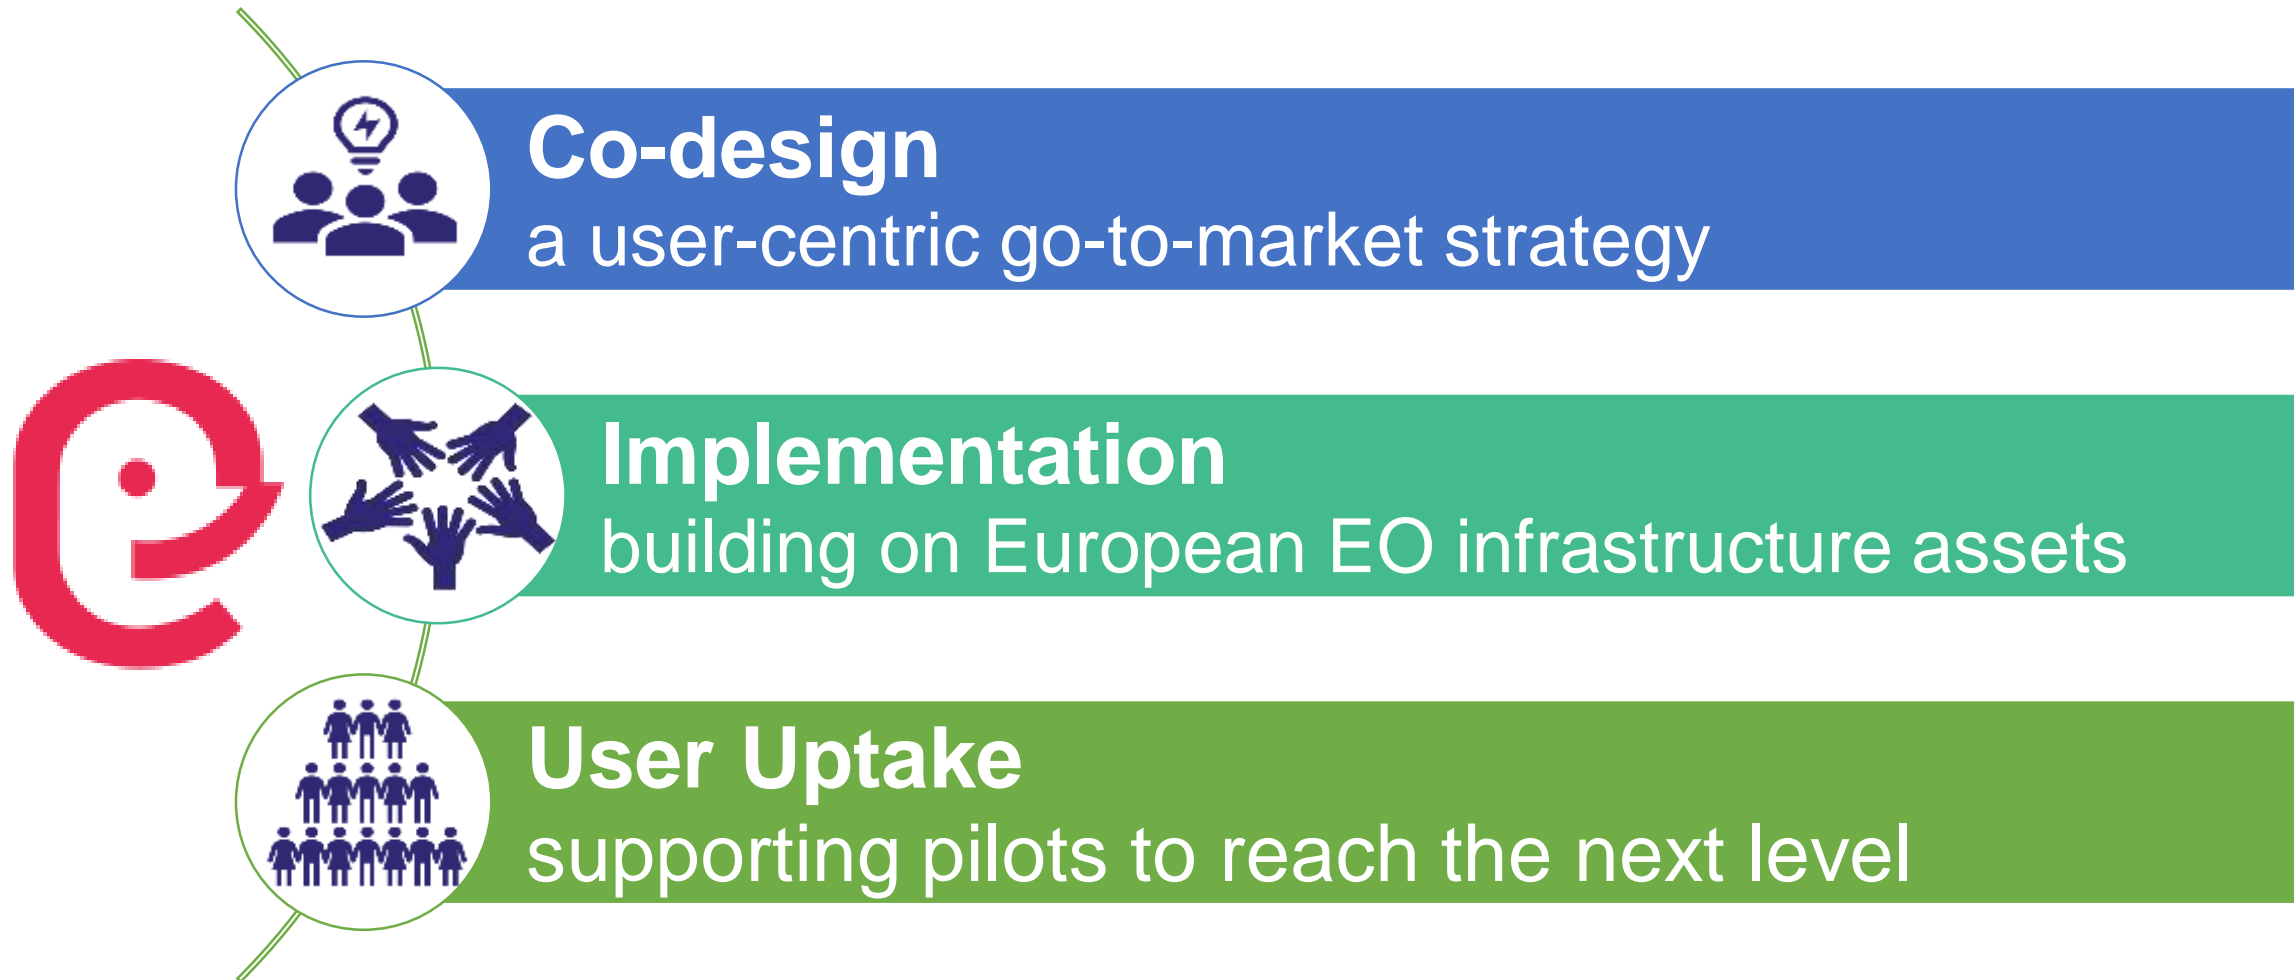 Co-design
a user-centric go-to-market strategy
Implementation
building on European EO infrastructure assets
User Uptake
supporting pilots to reach the next level